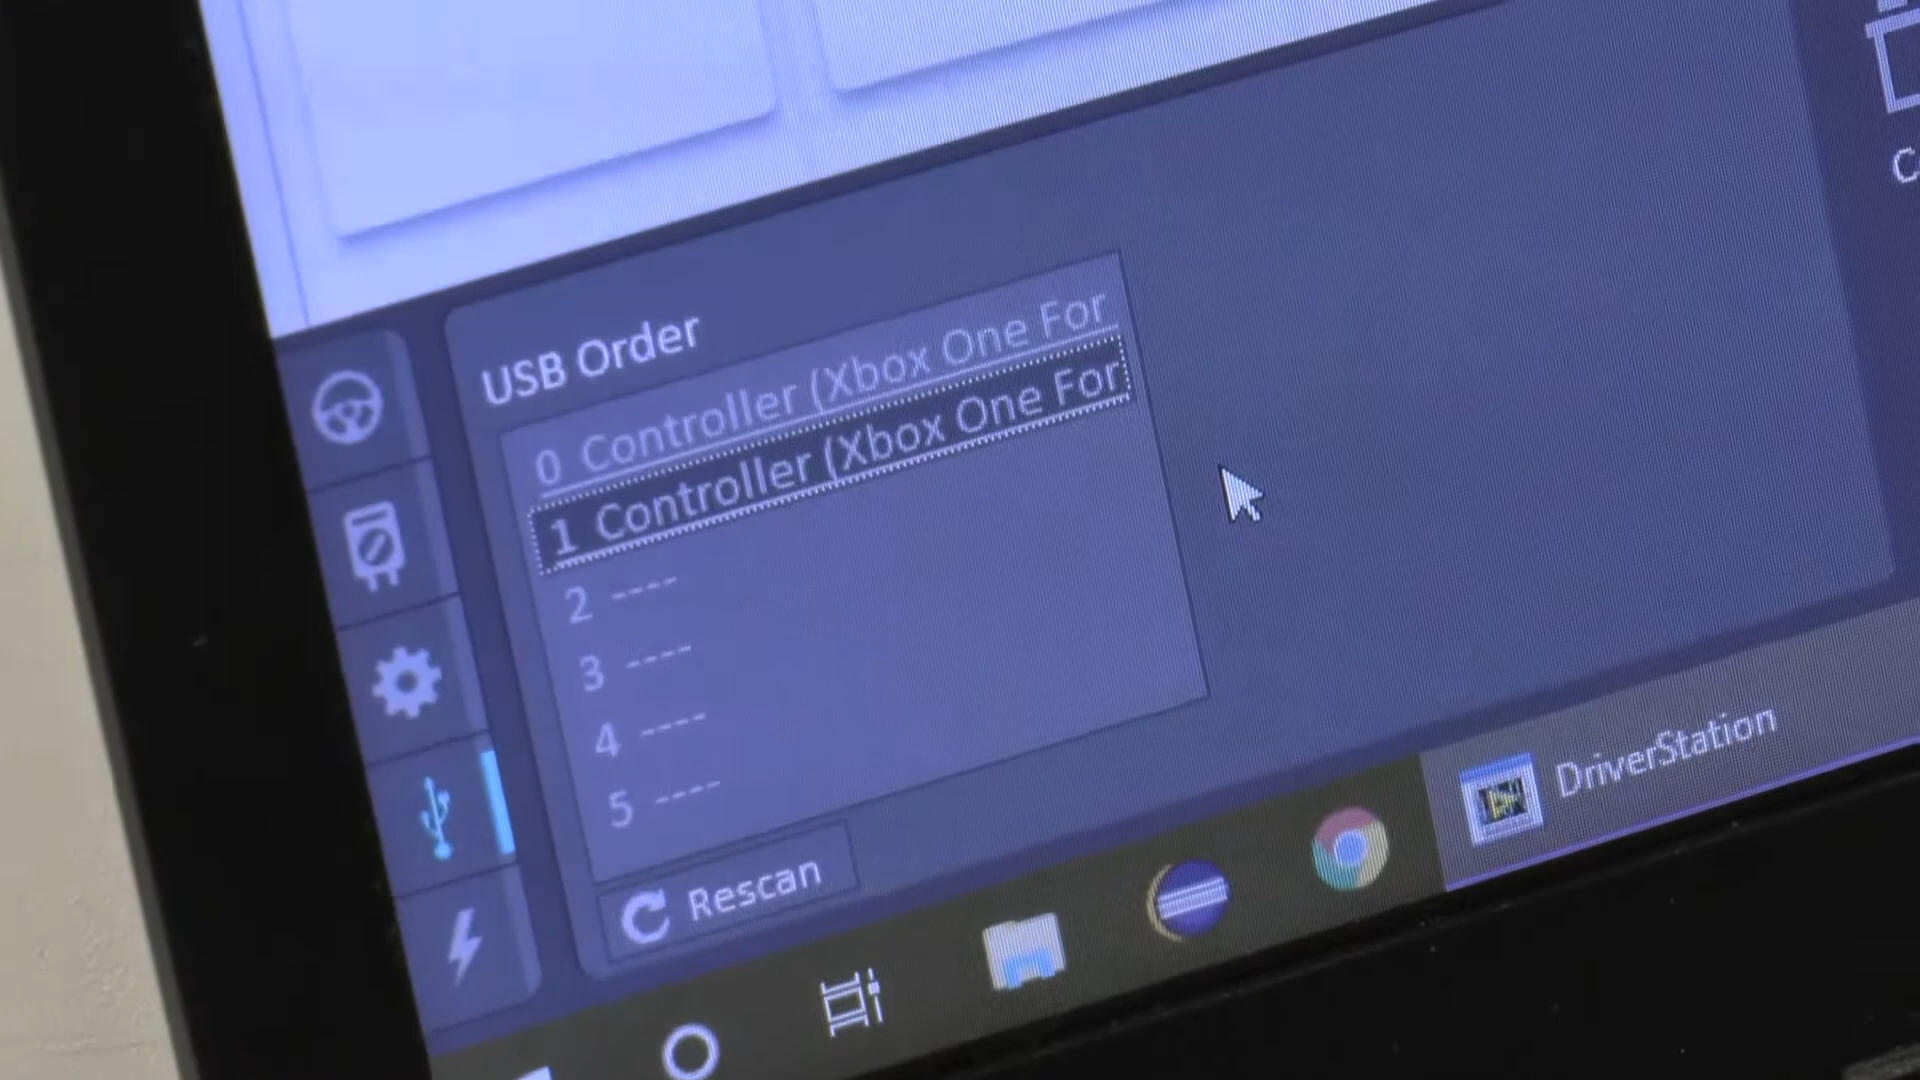 USB Order
0 Controller (Xbox One For
1 Controller (Xbox One For
2 ----
3 ----
4 ----
5 ----
Rescan
DriverStation